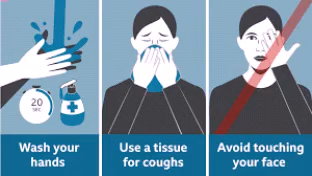 20
sec
Wash your
hands
Use a tissue
for coughs
Avoid touching
your face